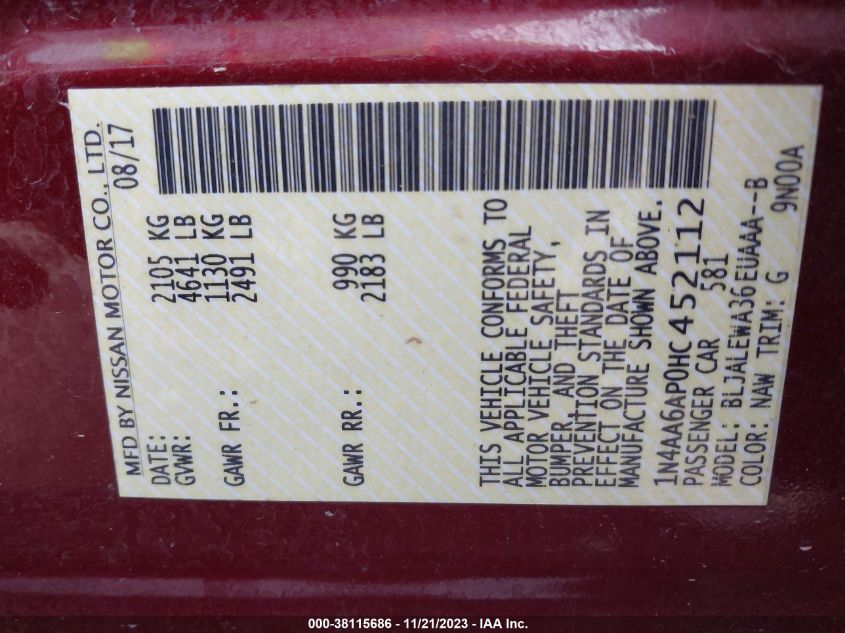 MFD BY NISSAN MOTOR CO., LTD.
DATE: 08/17
GVWR: 2105 KG
4641 LB
GAWR FR.: 1130 KG
2491 LB
GAWR RR.: 990 KG
2183 LB
THIS VEHICLE CONFORMS TO
ALL APPLICABLE FEDERAL
MOTOR VEHICLE SAFETY,
BUMPER, AND THEFT
PREVENTION STANDARDS IN
EFFECT ON THE DATE OF
MANUFACTURE SHOWN ABOVE.
1N4AA6AP0HC452112
PASSENGER CAR 581
MODEL: BLJALEWA36EUAAA--B
COLOR: NAW TRIM: G 9N00A
000-38115686 - 11/21/2023 - IAA Inc.